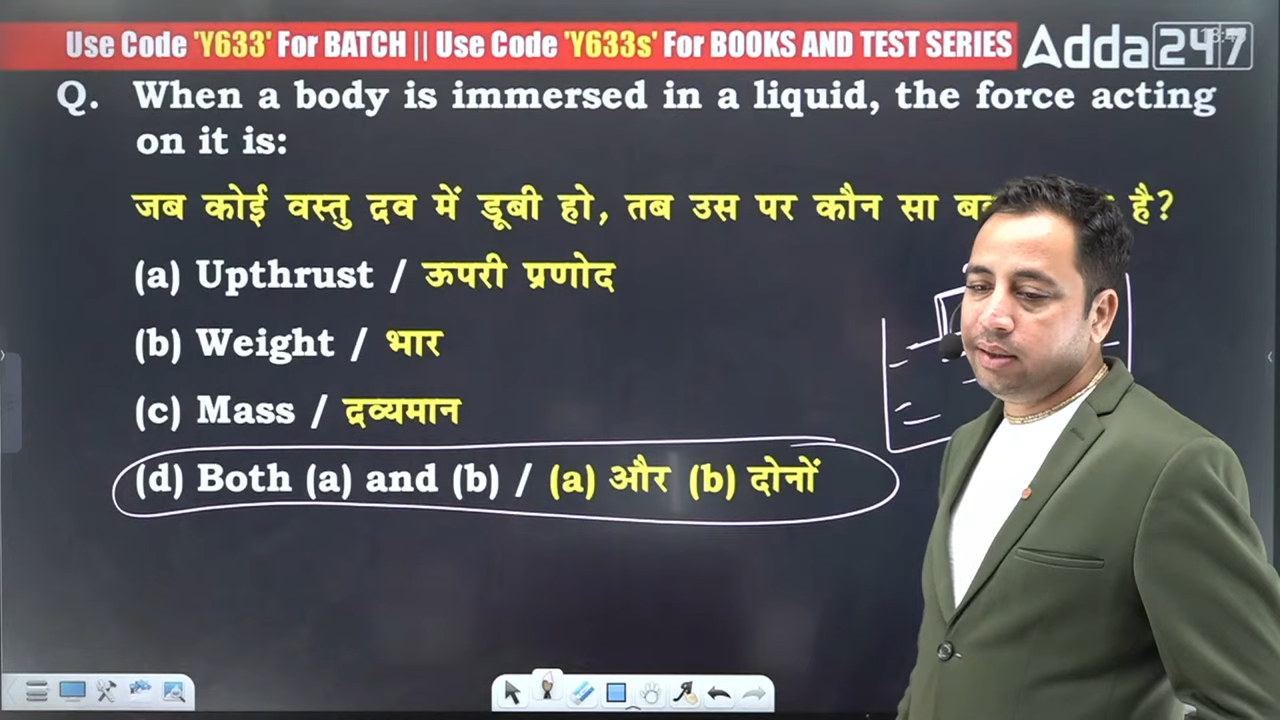 Use Code 'Y633' For BATCH || Use Code 'Y633s' For BOOKS AND TEST SERIES
Adda247
Q. When a body is immersed in a liquid, the force acting
on it is:
जब कोई वस्तु द्रव में डूबी हो, तब उस पर कौन सा है?
(a) Upthrust / ऊपरी प्रणोद
(b) Weight / भार
(c) Mass / द्रव्यमान
(d) Both (a) and (b) / (a) और (b) दोनों